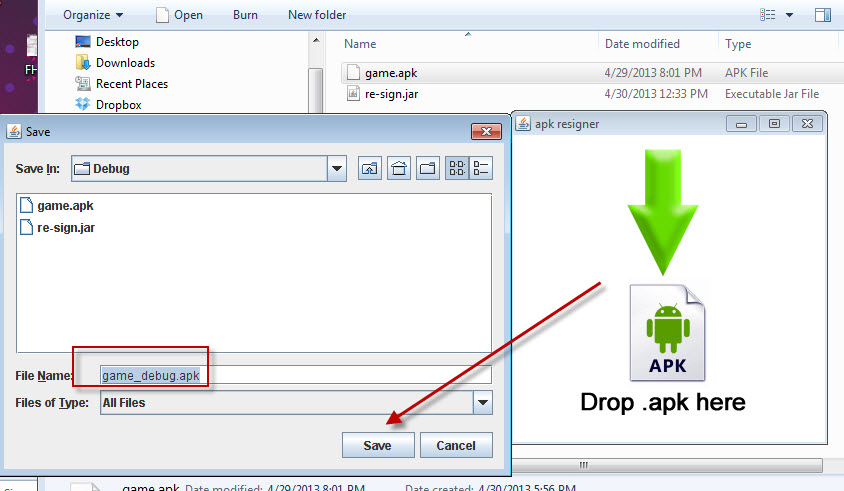 Organize Open Burn New folder
Desktop
Downloads
Recent Places
Dropbox
Name Date modified Type
game.apk 4/29/2013 8:01 PM APK File
re-sign.jar 4/30/2013 12:33 PM Executable Jar File
FH
Save
Save In: Debug
game.apk
re-sign.jar
File Name: game_debug.apk
Files of Type: All Files
Save Cancel
apk resigner
APK
Drop .apk here
game.apk Date modified: 4/29/2013 8:01 PM Date created: 4/30/2013 5:56 PM